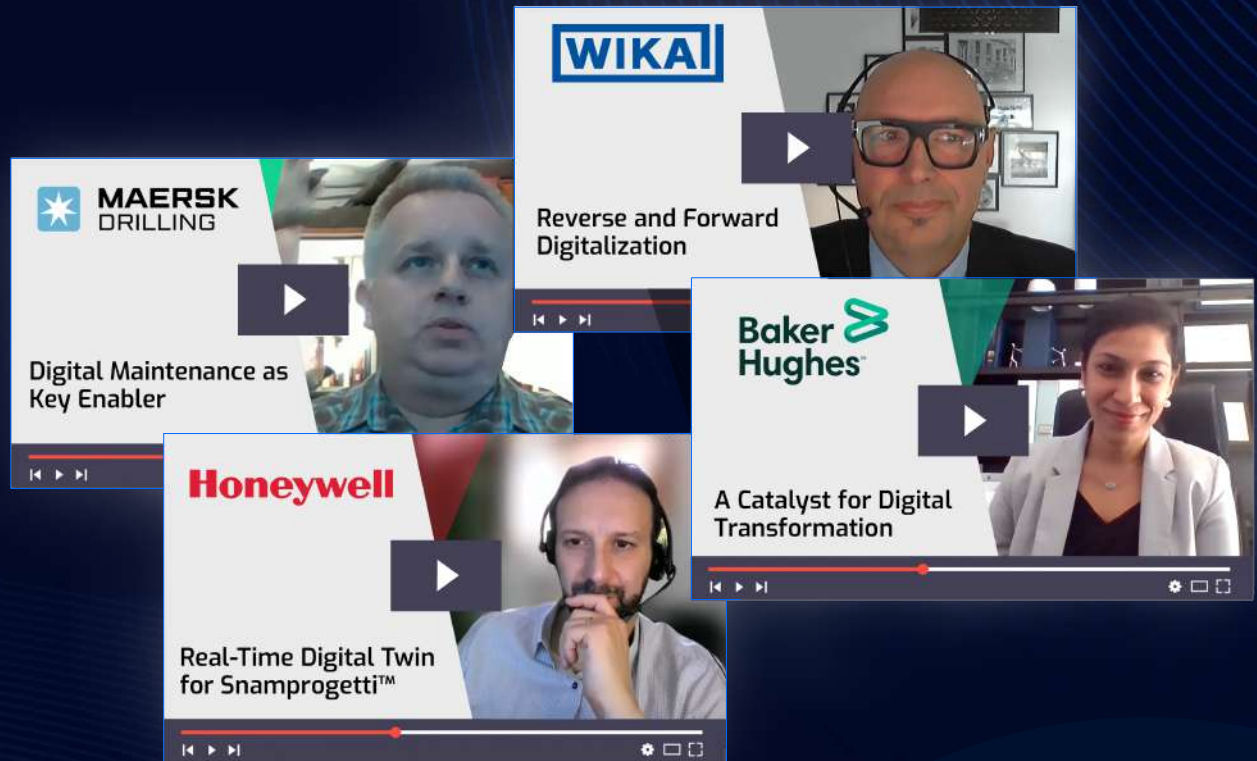 WIKA
Reverse and Forward
Digitalization
MAERSK
DRILLING
Digital Maintenance as
Key Enabler
Baker
Hughes
A Catalyst for Digital
Transformation
Honeywell
Real-Time Digital Twin
for Snamprogetti™